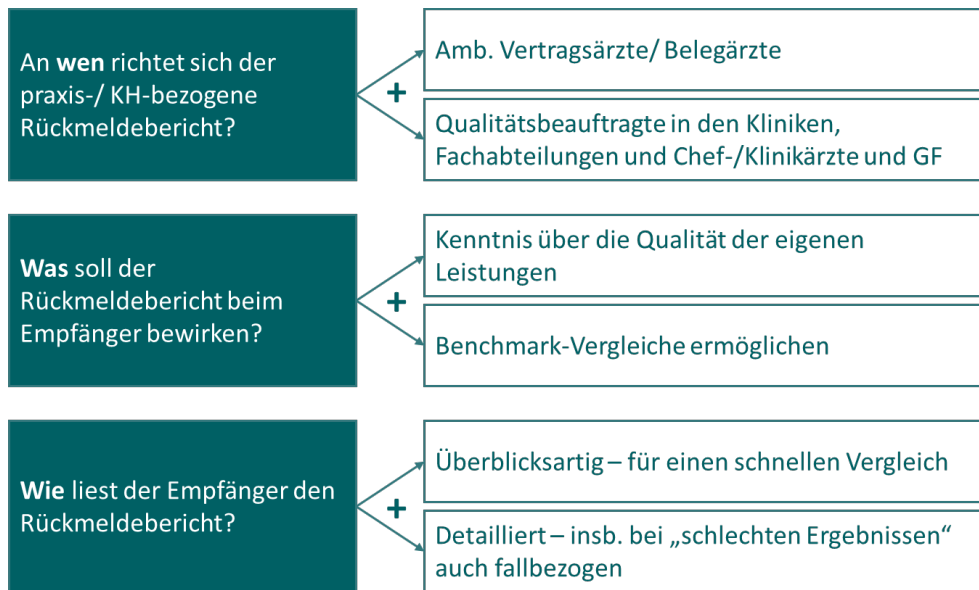 An wen richtet sich der
praxis-/ KH-bezogene
Rückmeldebericht?
+
Amb. Vertragsärzte/ Belegärzte
Qualitätsbeauftragte in den Kliniken,
Fachabteilungen und Chef-/Klinikärzte und GF
Was soll der
Rückmeldebericht beim
Empfänger bewirken?
+
Kenntnis über die Qualität der eigenen
Leistungen
Benchmark-Vergleiche ermöglichen
Wie liest der Empfänger den
Rückmeldebericht?
+
Überblicksartig – für einen schnellen Vergleich
Detailliert – insb. bei „schlechten Ergebnissen“
auch fallbezogen